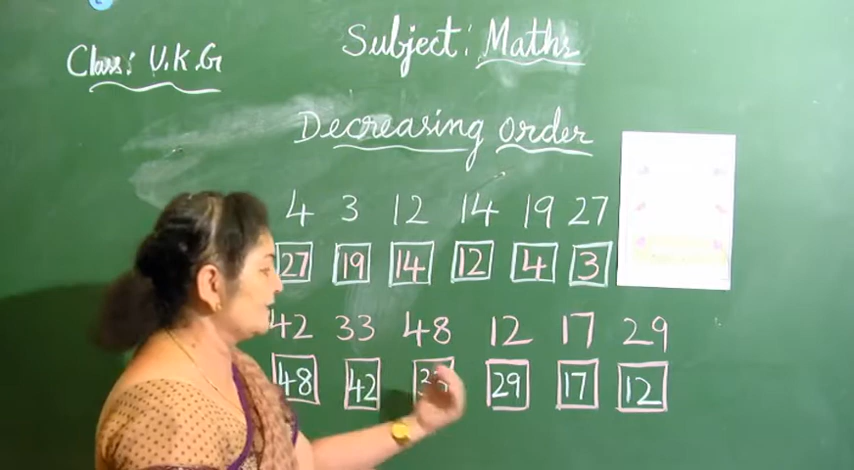 Subject: Maths
Class: U.K.G
Decreasing order
4 3 12 14 19 27
27 19 14 12 4 3
42 33 48 12 17 29
48 42 29 17 12